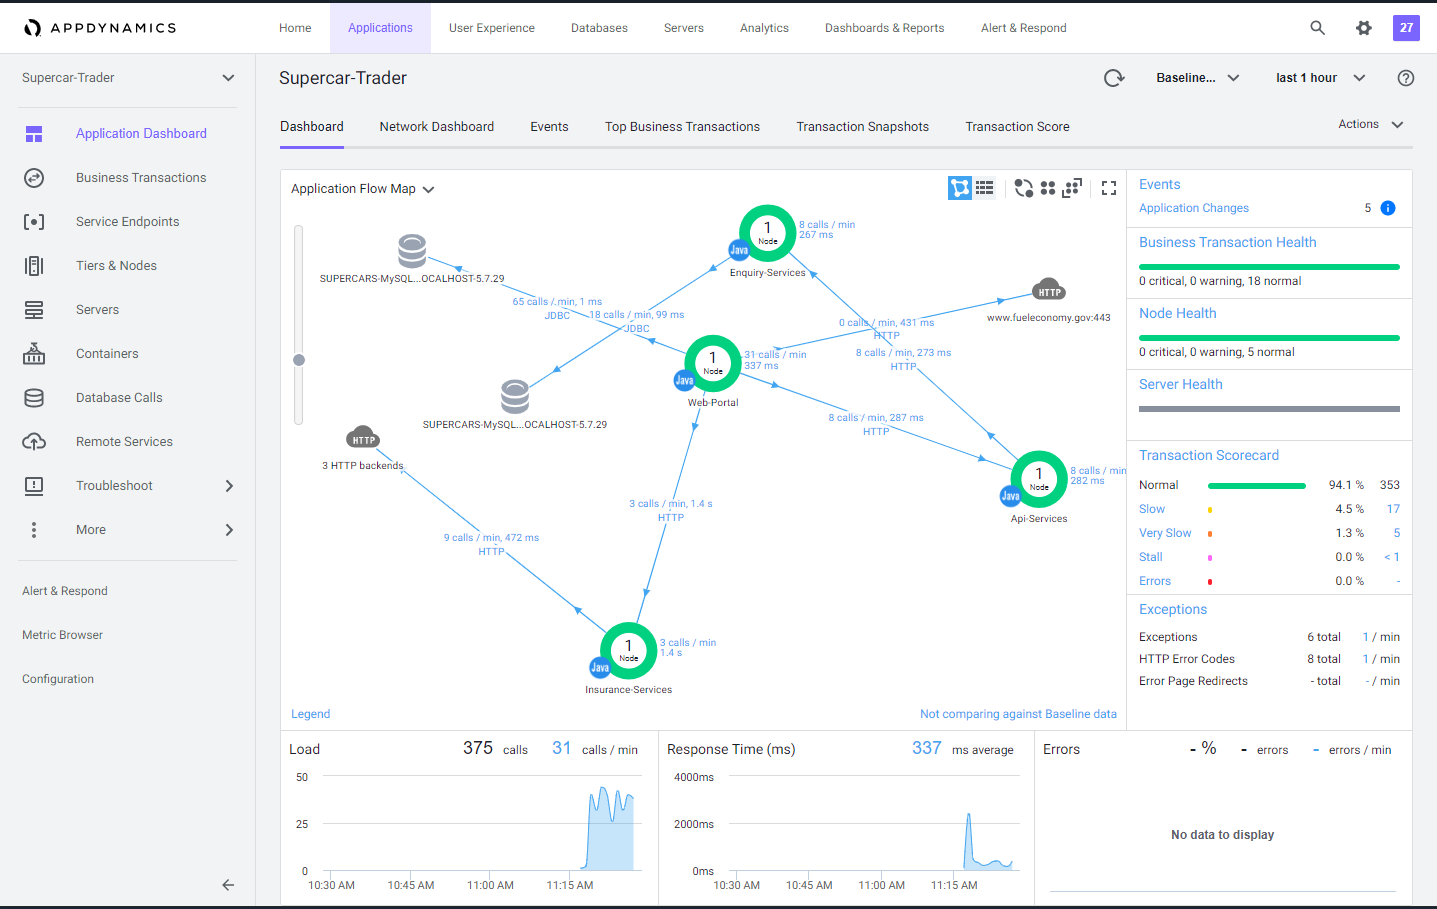 APPDYNAMICS
Home
Applications
User Experience
Databases
Servers
Analytics
Dashboards & Reports
Alert & Respond
27
Supercar-Trader
Application Dashboard
Business Transactions
Service Endpoints
Tiers & Nodes
Servers
Containers
Database Calls
Remote Services
Troubleshoot
More
Alert & Respond
Metric Browser
Configuration
Supercar-Trader
Baseline...
last 1 hour
Dashboard
Network Dashboard
Events
Top Business Transactions
Transaction Snapshots
Transaction Score
Actions
Application Flow Map
1
Node
Java
Enquiry-Services
8 calls / min
267 ms
SUPERCARS-MySQL...OCALHOST-5.7.29
65 calls / min, 1 ms
JDBC
18 calls / min, 99 ms
JDBC
HTTP
www.fueleconomy.gov:443
0 calls / min, 431 ms
HTTP
8 calls / min, 273 ms
HTTP
1
Node
Java
Web-Portal
31 calls / min
337 ms
SUPERCARS-MySQL...OCALHOST-5.7.29
8 calls / min, 287 ms
HTTP
HTTP
3 HTTP backends
1
Node
Java
Api-Services
8 calls / min
282 ms
3 calls / min, 1.4 s
HTTP
9 calls / min, 472 ms
HTTP
1
Node
Java
Insurance-Services
3 calls / min
1.4 s
Legend
Not comparing against Baseline data
Events
Application Changes 5
Business Transaction Health
0 critical, 0 warning, 18 normal
Node Health
0 critical, 0 warning, 5 normal
Server Health
Transaction Scorecard
Normal 94.1 % 353
Slow 4.5 % 17
Very Slow 1.3 % 5
Stall 0.0 % < 1
Errors 0.0 % -
Exceptions
Exceptions 6 total 1 / min
HTTP Error Codes 8 total 1 / min
Error Page Redirects - total - / min
Load 375 calls 31 calls / min
50
25
0
10:30 AM 10:45 AM 11:00 AM 11:15 AM
Response Time (ms) 337 ms average
4000ms
2000ms
0ms
10:30 AM 10:45 AM 11:00 AM 11:15 AM
Errors - % - errors - errors / min
No data to display